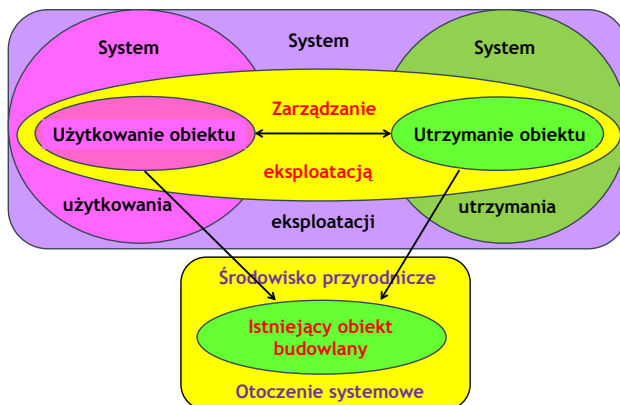 System
System
System
Zarządzanie
Użytkowanie obiektu
Utrzymanie obiektu
eksploatacją
użytkowania
eksploatacji
utrzymania
Środowisko przyrodnicze
Istniejący obiekt
budowlany
Otoczenie systemowe